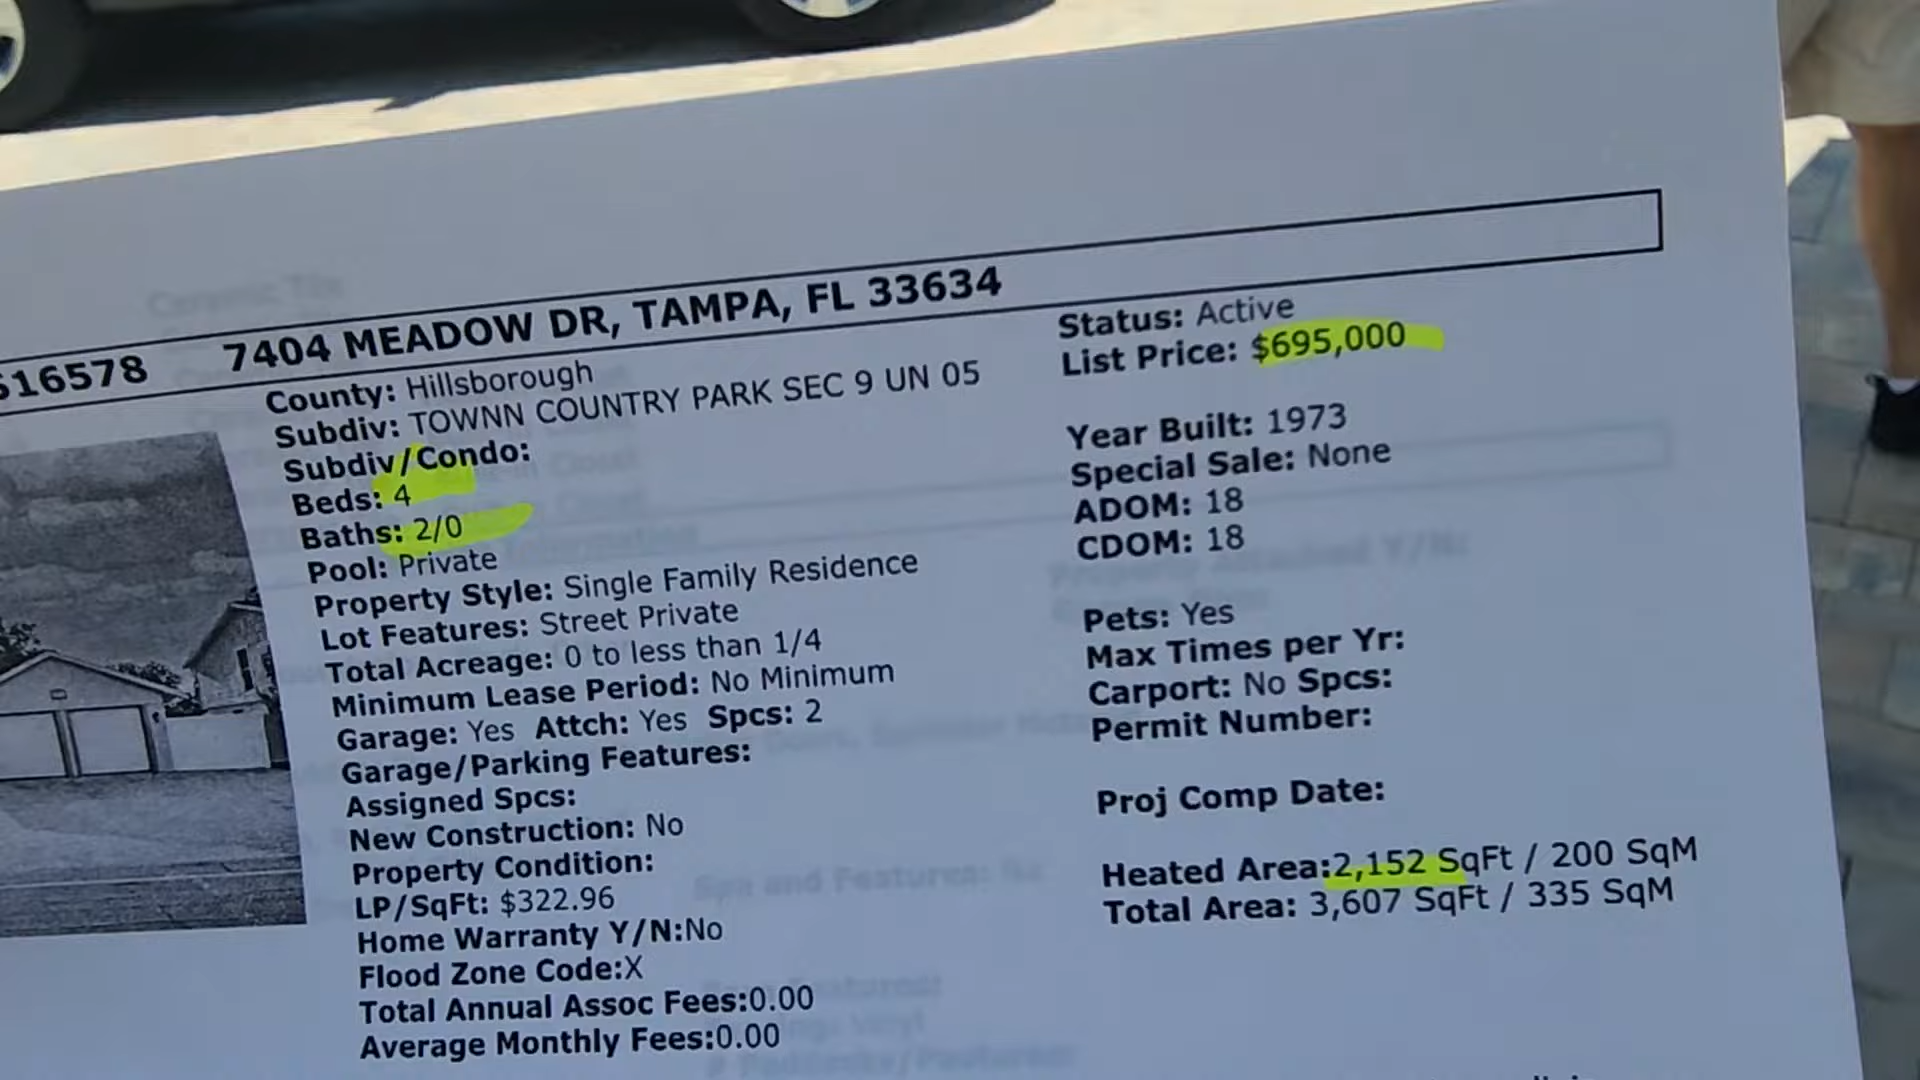 516578 7404 MEADOW DR, TAMPA, FL 33634
County: Hillsborough
Subdiv: TOWNN COUNTRY PARK SEC 9 UN 05
Subdiv/Condo:
Beds: 4
Baths: 2/0
Pool: Private
Property Style: Single Family Residence
Lot Features: Street Private
Total Acreage: 0 to less than 1/4
Minimum Lease Period: No Minimum
Garage: Yes Attch: Yes Spcs: 2
Garage/Parking Features:
Assigned Spcs:
New Construction: No
Property Condition:
LP/SqFt: $322.96
Home Warranty Y/N:No
Flood Zone Code:X
Total Annual Assoc Fees:0.00
Average Monthly Fees:0.00
Status: Active
List Price: $695,000
Year Built: 1973
Special Sale: None
ADOM: 18
CDOM: 18
Pets: Yes
Max Times per Yr:
Carport: No Spcs:
Permit Number:
Proj Comp Date:
Heated Area:2,152 SqFt / 200 SqM
Total Area: 3,607 SqFt / 335 SqM